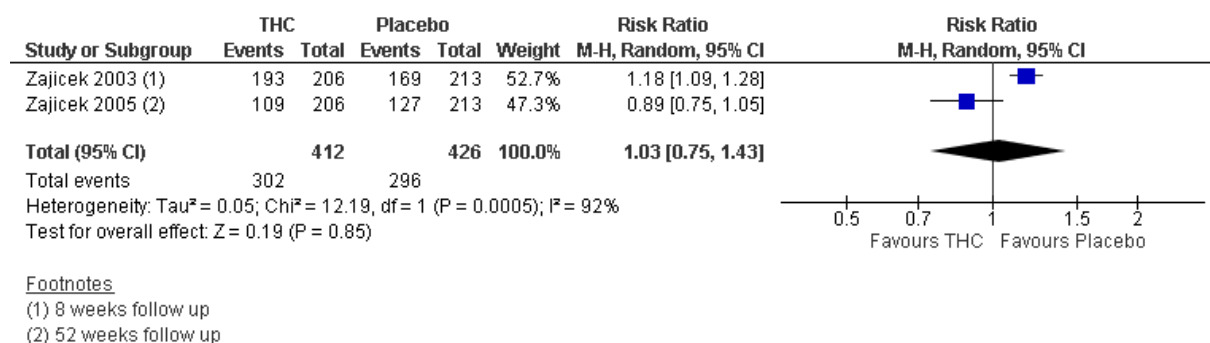 THC Placebo Risk Ratio Risk Ratio
Study or Subgroup Events Total Events Total Weight M-H, Random, 95% CI M-H, Random, 95% CI
Zajicek 2003 (1) 193 206 169 213 52.7% 1.18 [1.09, 1.28]
Zajicek 2005 (2) 109 206 127 213 47.3% 0.89 [0.75, 1.05]
Total (95% CI) 412 426 100.0% 1.03 [0.75, 1.43]
Total events 302 296
Heterogeneity: Tau² = 0.05; Chi² = 12.19, df = 1 (P = 0.0005); I² = 92%
Test for overall effect: Z = 0.19 (P = 0.85)
0.5 0.7 1 1.5 2
Favours THC Favours Placebo
Footnotes
(1) 8 weeks follow up
(2) 52 weeks follow up